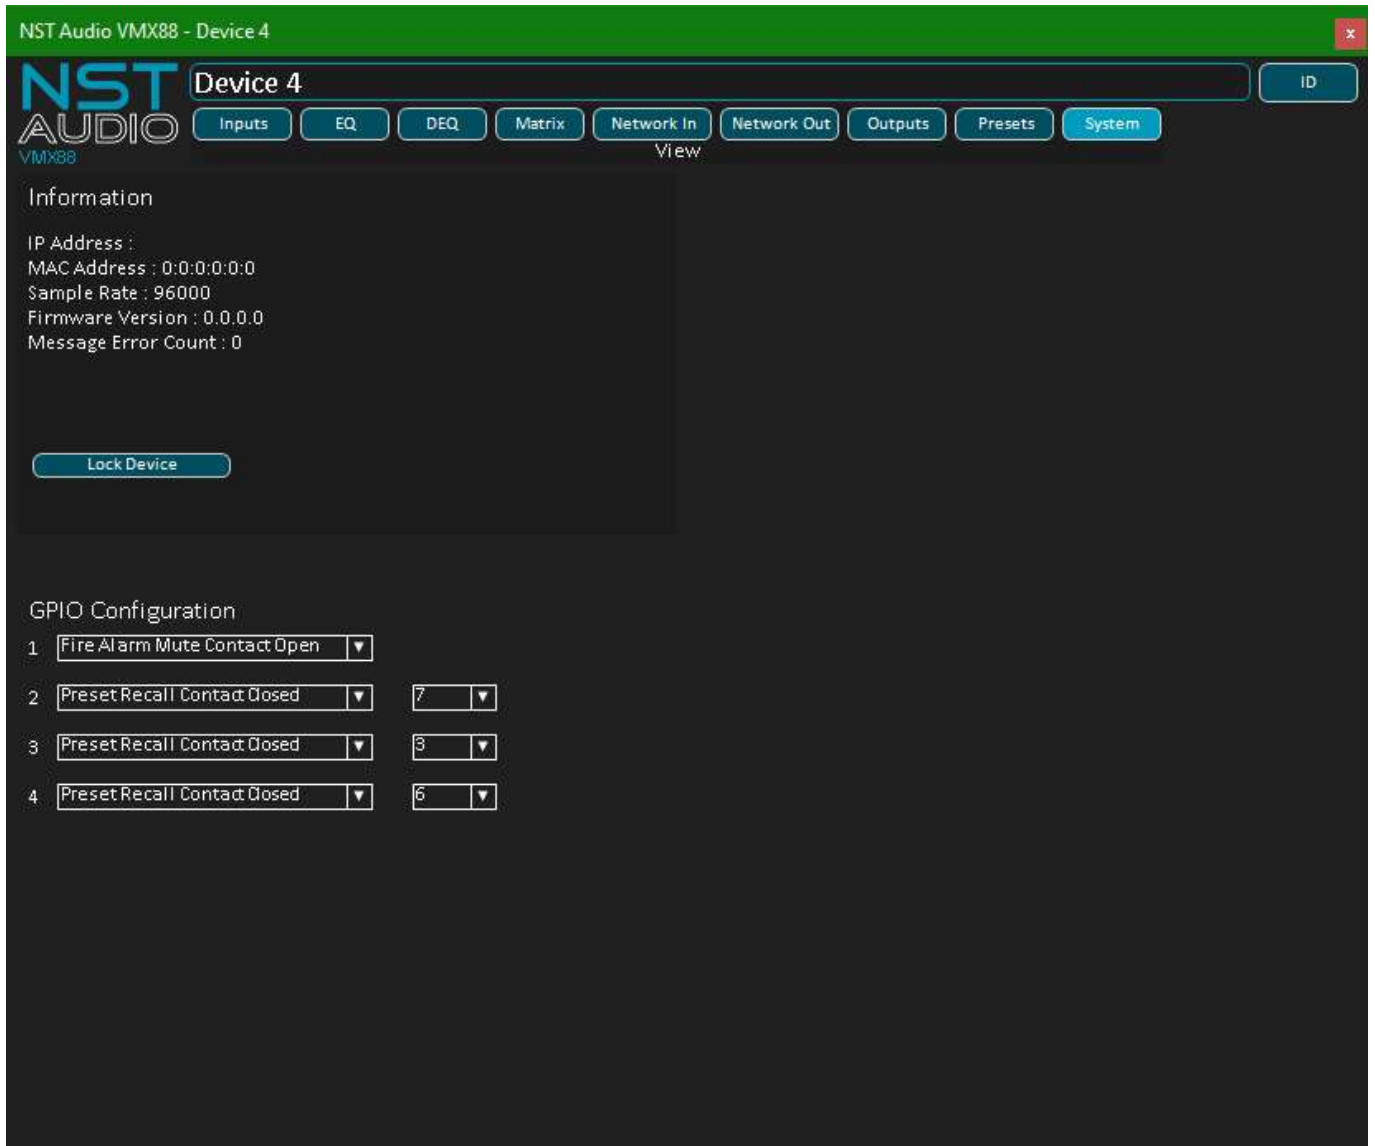 NST Audio VMX88 - Device 4
x
NST
AUDIO
VMX88
Device 4
ID
Inputs EQ DEQ Matrix Network In Network Out Outputs Presets System
View
Information
IP Address :
MAC Address : 0:0:0:0:0:0
Sample Rate : 96000
Firmware Version : 0.0.0.0
Message Error Count : 0
Lock Device
GPIO Configuration
1 Fire Alarm Mute Contact Open
2 Preset Recall Contact Closed 7
3 Preset Recall Contact Closed 3
4 Preset Recall Contact Closed 6